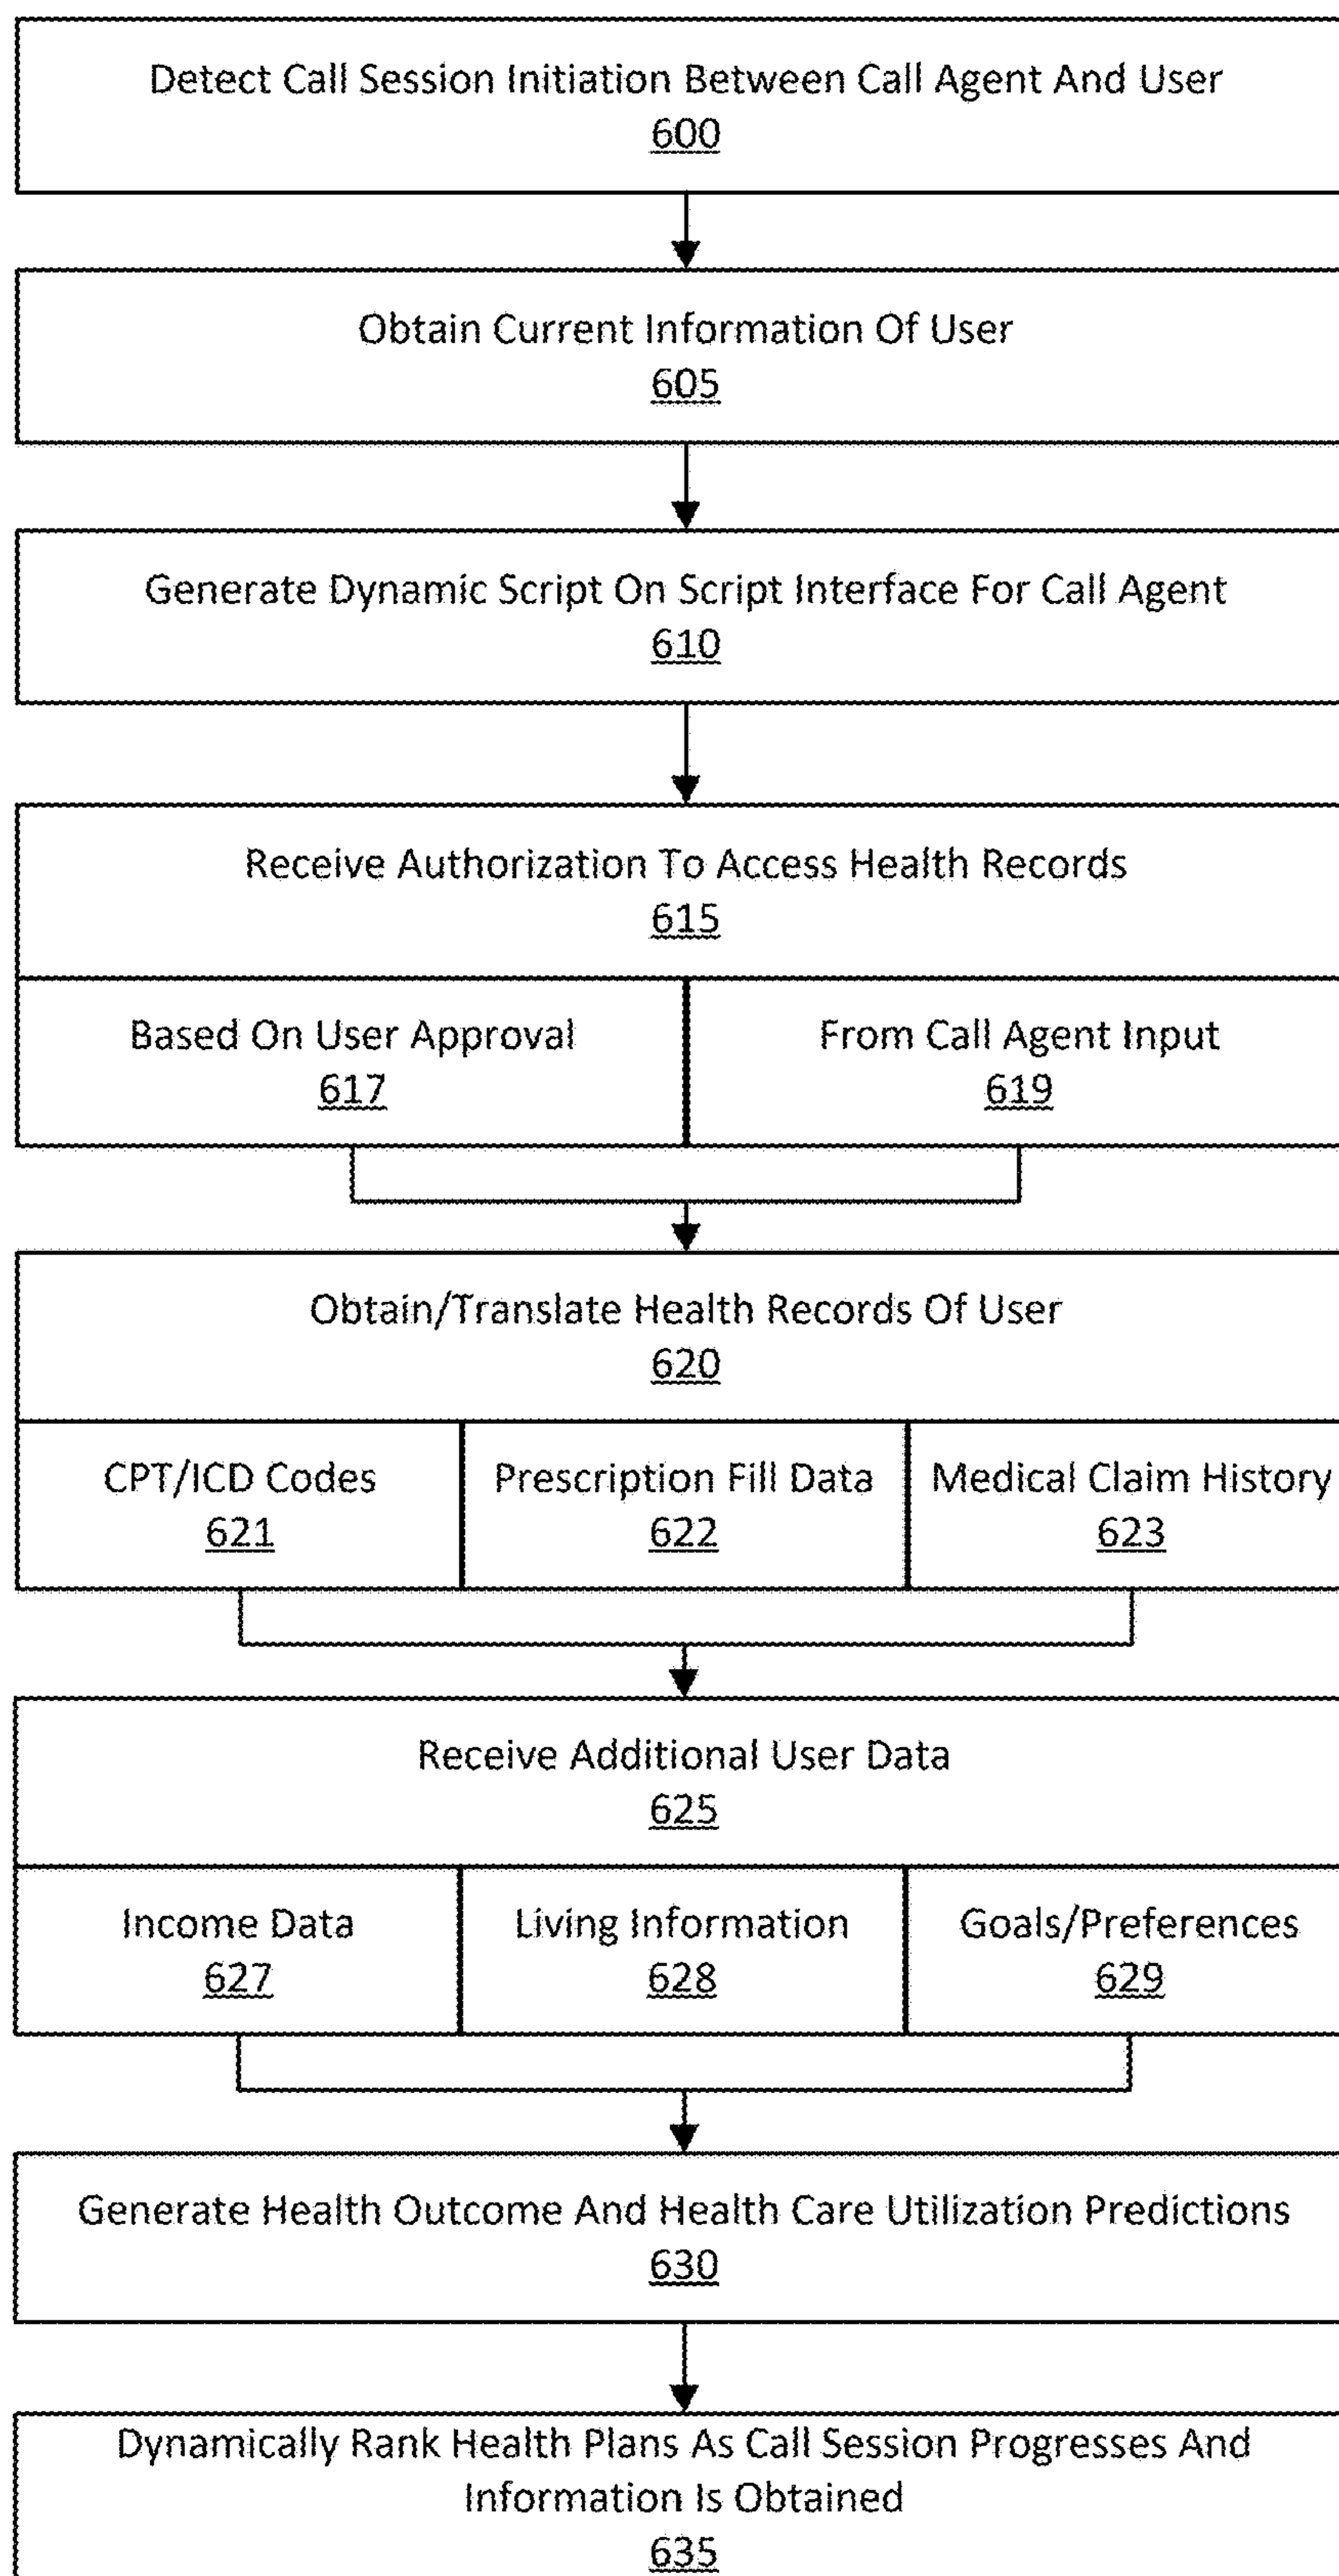 Detect Call Session Initiation Between Call Agent And User
600
Obtain Current Information Of User
605
Generate Dynamic Script On Script Interface For Call Agent
610
Receive Authorization To Access Health Records
615
Based On User Approval
617
From Call Agent Input
619
Obtain/Translate Health Records Of User
620
CPT/ICD Codes
621
Prescription Fill Data
622
Medical Claim History
623
Receive Additional User Data
625
Income Data
627
Living Information
628
Goals/Preferences
629
Generate Health Outcome And Health Care Utilization Predictions
630
Dynamically Rank Health Plans As Call Session Progresses And
Information Is Obtained
635